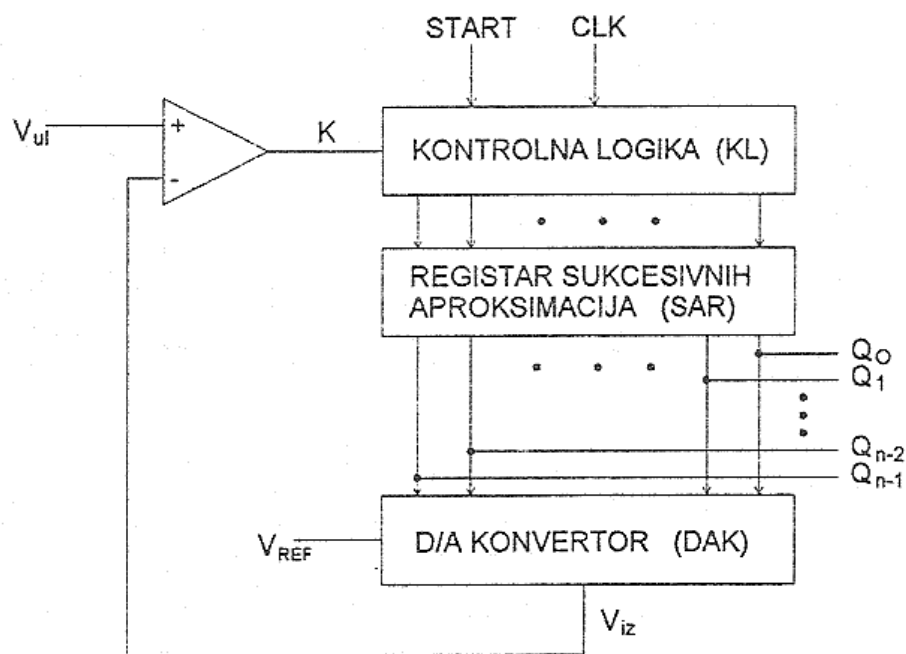 START CLK
V_ul
+
-
K
KONTROLNA LOGIKA (KL)
REGISTAR SUKCESIVNIH
APROKSIMACIJA (SAR)
Q_O
Q_1
Q_n-2
Q_n-1
V_REF
D/A KONVERTOR (DAK)
V_iz